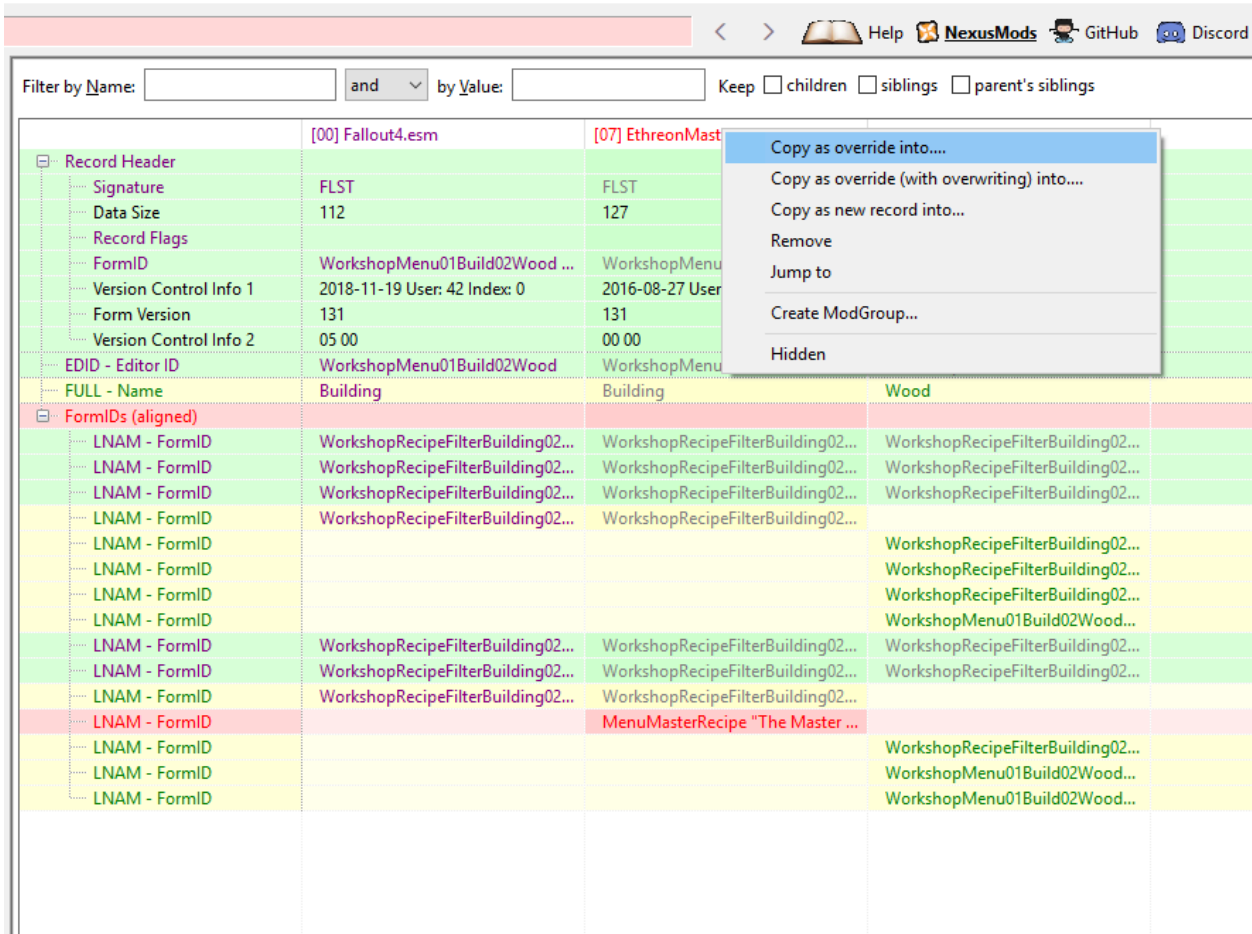 < > Help NexusMods GitHub Discord
Filter by Name: and by Value: Keep children siblings parent's siblings
[00] Fallout4.esm [07] EthreonMast
Record Header
Signature FLST FLST
Data Size 112 127
Record Flags
FormID WorkshopMenu01Build02Wood ... WorkshopMenu
Version Control Info 1 2018-11-19 User: 42 Index: 0 2016-08-27 User
Form Version 131 131
Version Control Info 2 05 00 00 00
EDID - Editor ID WorkshopMenu01Build02Wood WorkshopMenu
FULL - Name Building Building Wood
FormIDs (aligned)
LNAM - FormID WorkshopRecipeFilterBuilding02... WorkshopRecipeFilterBuilding02... WorkshopRecipeFilterBuilding02...
LNAM - FormID WorkshopRecipeFilterBuilding02... WorkshopRecipeFilterBuilding02... WorkshopRecipeFilterBuilding02...
LNAM - FormID WorkshopRecipeFilterBuilding02... WorkshopRecipeFilterBuilding02... WorkshopRecipeFilterBuilding02...
LNAM - FormID WorkshopRecipeFilterBuilding02... WorkshopRecipeFilterBuilding02...
LNAM - FormID WorkshopRecipeFilterBuilding02...
LNAM - FormID WorkshopRecipeFilterBuilding02...
LNAM - FormID WorkshopRecipeFilterBuilding02...
LNAM - FormID WorkshopMenu01Build02Wood...
LNAM - FormID WorkshopRecipeFilterBuilding02... WorkshopRecipeFilterBuilding02... WorkshopRecipeFilterBuilding02...
LNAM - FormID WorkshopRecipeFilterBuilding02... WorkshopRecipeFilterBuilding02... WorkshopRecipeFilterBuilding02...
LNAM - FormID WorkshopRecipeFilterBuilding02... WorkshopRecipeFilterBuilding02...
LNAM - FormID MenuMasterRecipe "The Master ...
LNAM - FormID WorkshopRecipeFilterBuilding02...
LNAM - FormID WorkshopMenu01Build02Wood...
LNAM - FormID WorkshopMenu01Build02Wood...
Copy as override into....
Copy as override (with overwriting) into....
Copy as new record into...
Remove
Jump to
Create ModGroup...
Hidden